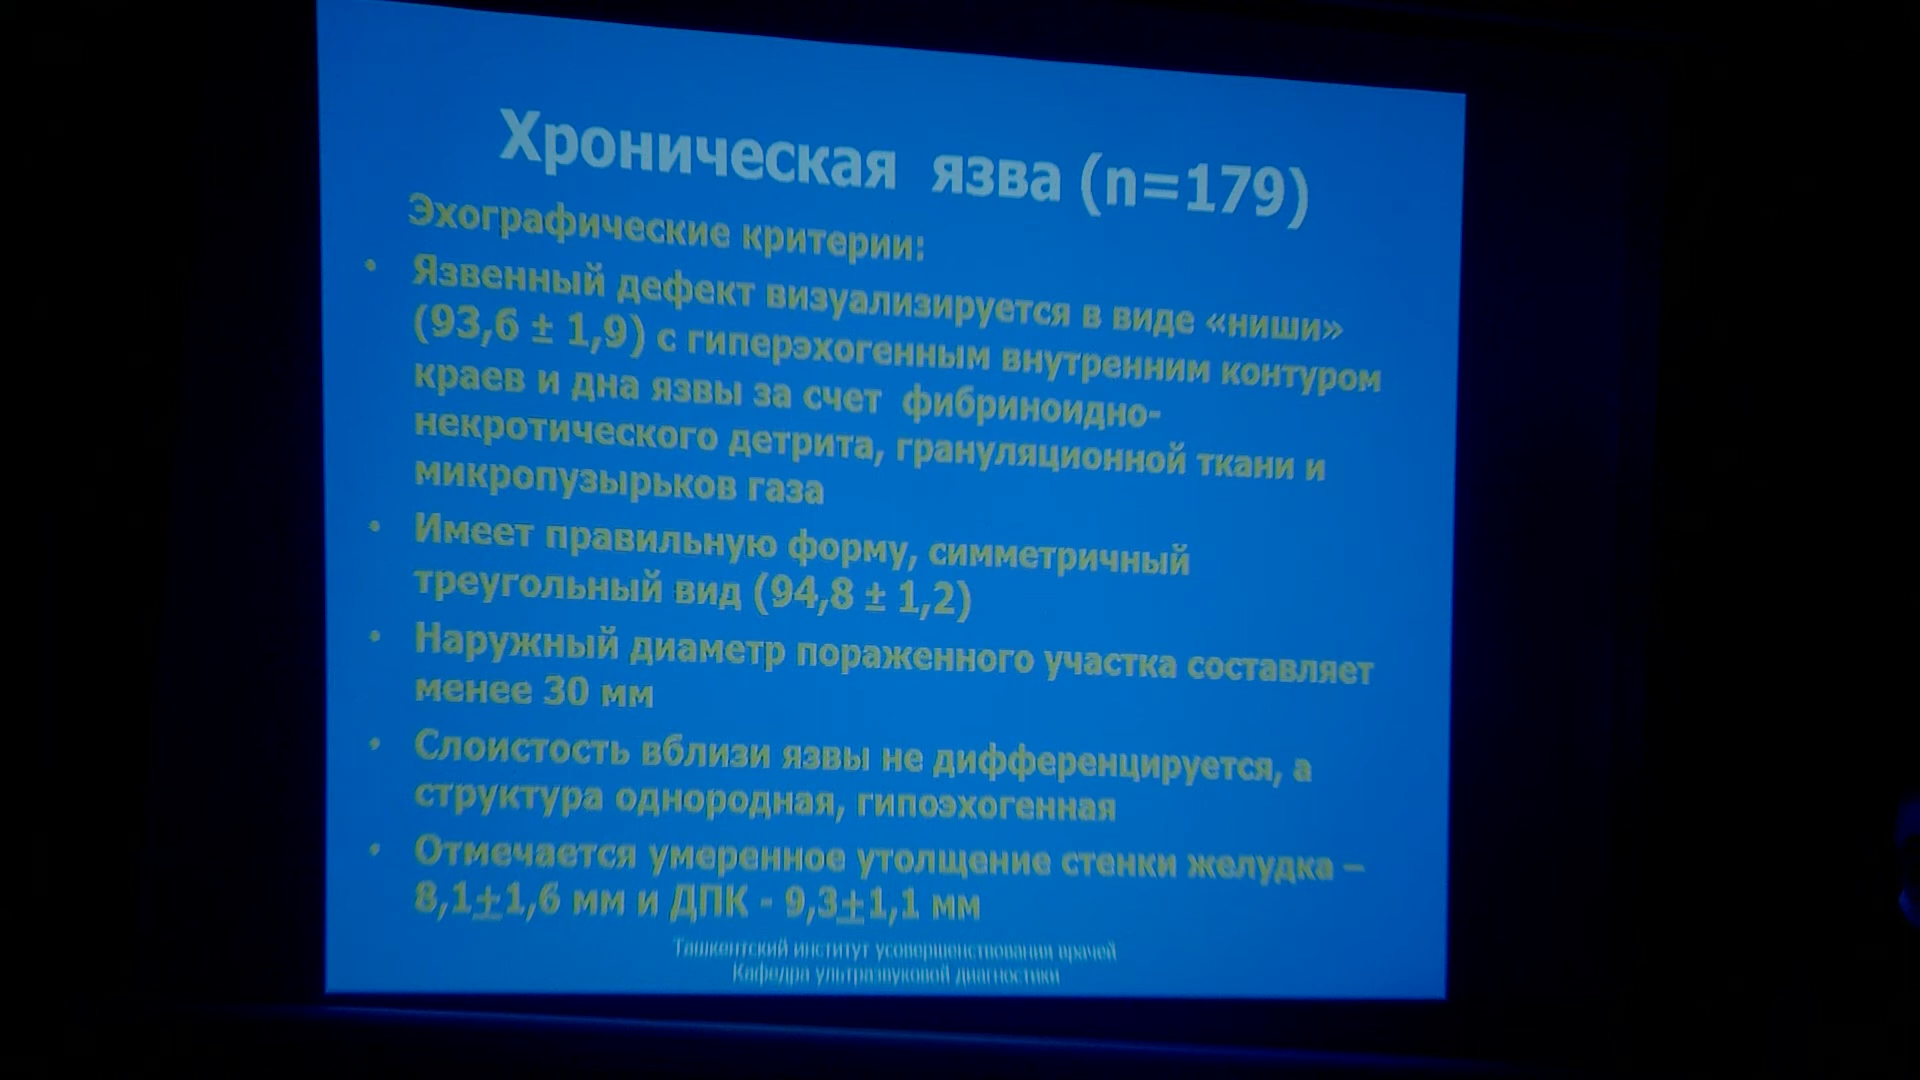 Хроническая язва (n=179)
Эхографические критерии:
• Язвенный дефект визуализируется в виде «ниши»
(93,6 ± 1,9) с гиперэхогенным внутренним контуром
краев и дна язвы за счет фибриноидно-
некротического детрита, грануляционной ткани и
микропузырьков газа
• Имеет правильную форму, симметричный
треугольный вид (94,8 ± 1,2)
• Наружный диаметр пораженного участка составляет
менее 30 мм
• Слоистость вблизи язвы не дифференцируется, а
структура однородная, гипоэхогенная
• Отмечается умеренное утолщение стенки желудка –
8,1±1,6 мм и ДПК - 9,3±1,1 мм
Ташкентский институт усовершенствования врачей
Кафедра ультразвуковой диагностики